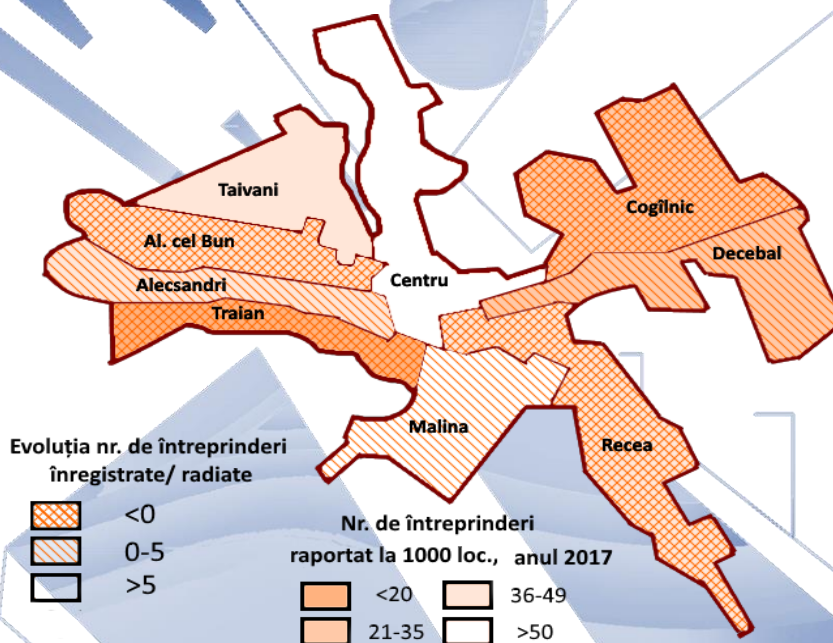 Taivani
Cogîlnic
Al. cel Bun
Decebal
Centru
Alecsandri
Traian
Malina
Recea
Evoluția nr. de întreprinderi
înregistrate/ radiate
<0
0-5
>5
Nr. de întreprinderi
raportat la 1000 loc., anul 2017
<20
36-49
21-35
>50